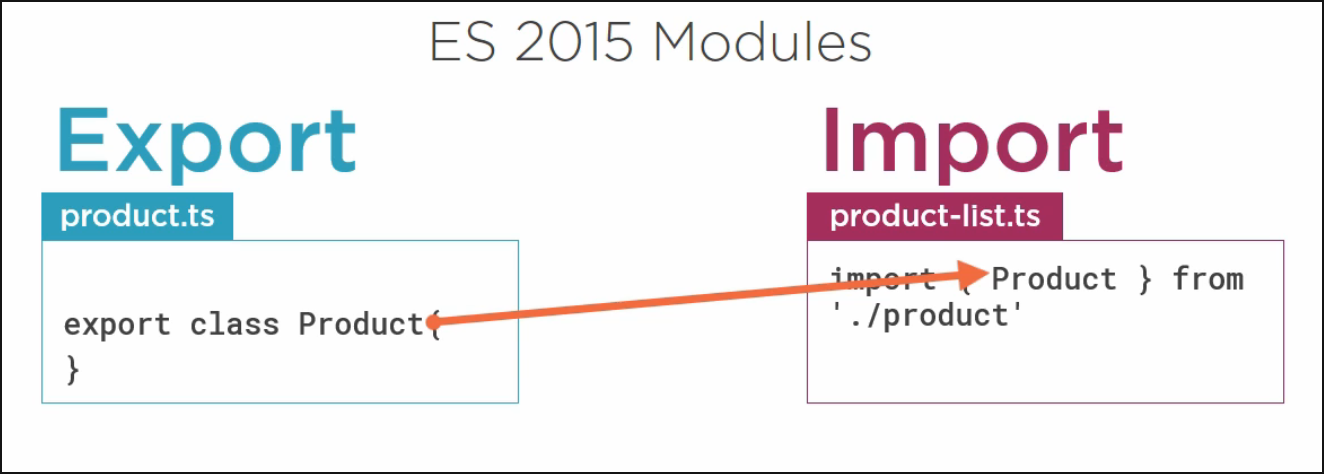 ES 2015 Modules
Export
product.ts
export class Product{
}
Import
product-list.ts
import { Product } from
'./product'